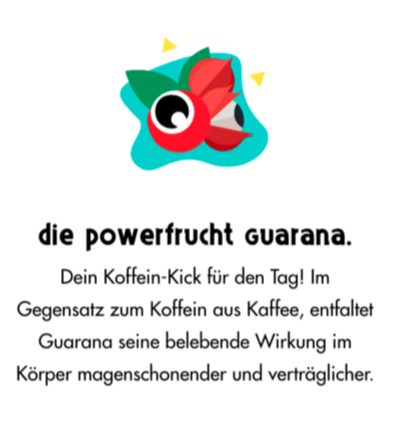 die powerfrucht Guarana.
Dein Koffein-Kick für den Tag! Im
Gegensatz zum Koffein aus Kaffee, entfaltet
Guarana seine belebende Wirkung im
Körper magenschonender und verträglicher.